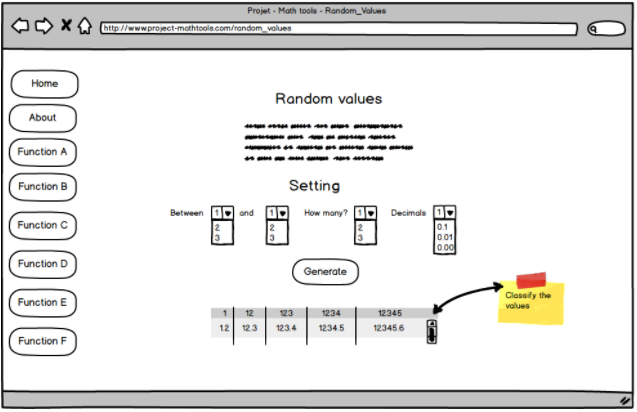 Projet - Math tools - Random_Values
http://www.project-mathtools.com/random_values
Home
About
Function A
Function B
Function C
Function D
Function E
Function F
Random values
Setting
Between 1 and 1 How many? 1 Decimals 1
2 2 2 0.1
3 3 3 0.01
0.00
Generate
1 12 123 1234 12345
1.2 12.3 123.4 1234.5 12345.6
Classify the
values